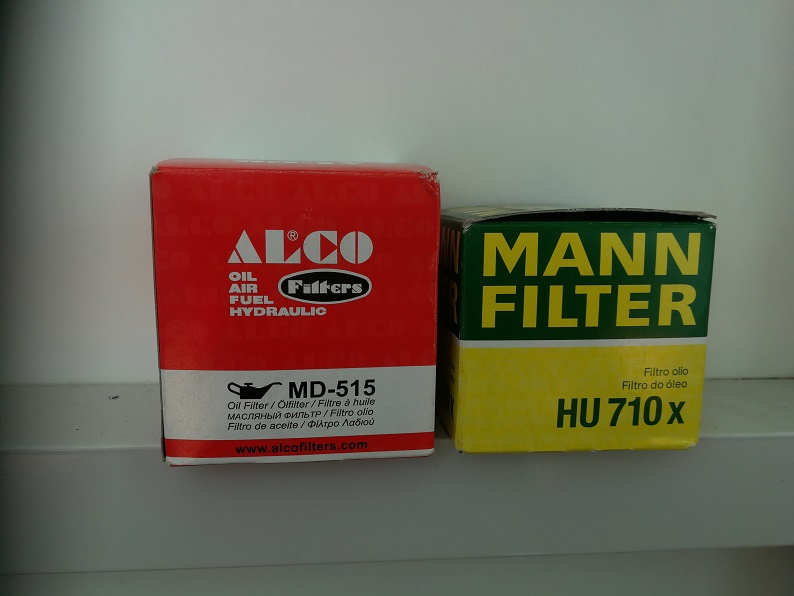 ALCO®
OIL
AIR
FUEL
HYDRAULIC
Filters
MD-515
Oil Filter / Ölfilter / Filtre à huile
МАСЛЯНЫЙ ФИЛЬТР / Filtro olio
Filtro de aceite / Φίλτρο Λαδιού
www.alcofilters.com
MANN
FILTER
Filtro olio
Filtro do óleo
HU 710 x